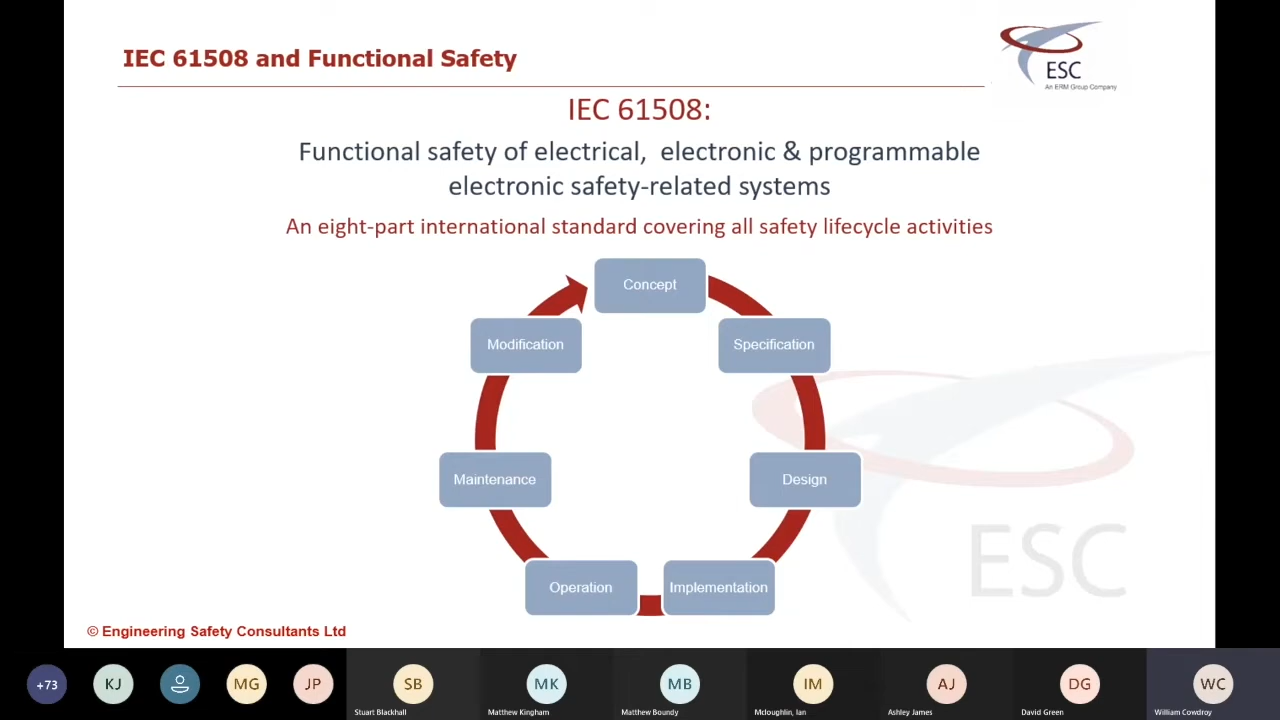 IEC 61508 and Functional Safety
ESC
An ERM Group Company
IEC 61508:
Functional safety of electrical, electronic & programmable
electronic safety-related systems
An eight-part international standard covering all safety lifecycle activities
Concept
Modification
Specification
Maintenance
Design
Operation
Implementation
ESC
© Engineering Safety Consultants Ltd
+73
KJ
MG
JP
SB
MK
MB
IM
AJ
DG
WC
Stuart Blackhall
Matthew Kingham
Matthew Boundy
Mcloughlin, Ian
Ashley James
David Green
William Cowdroy